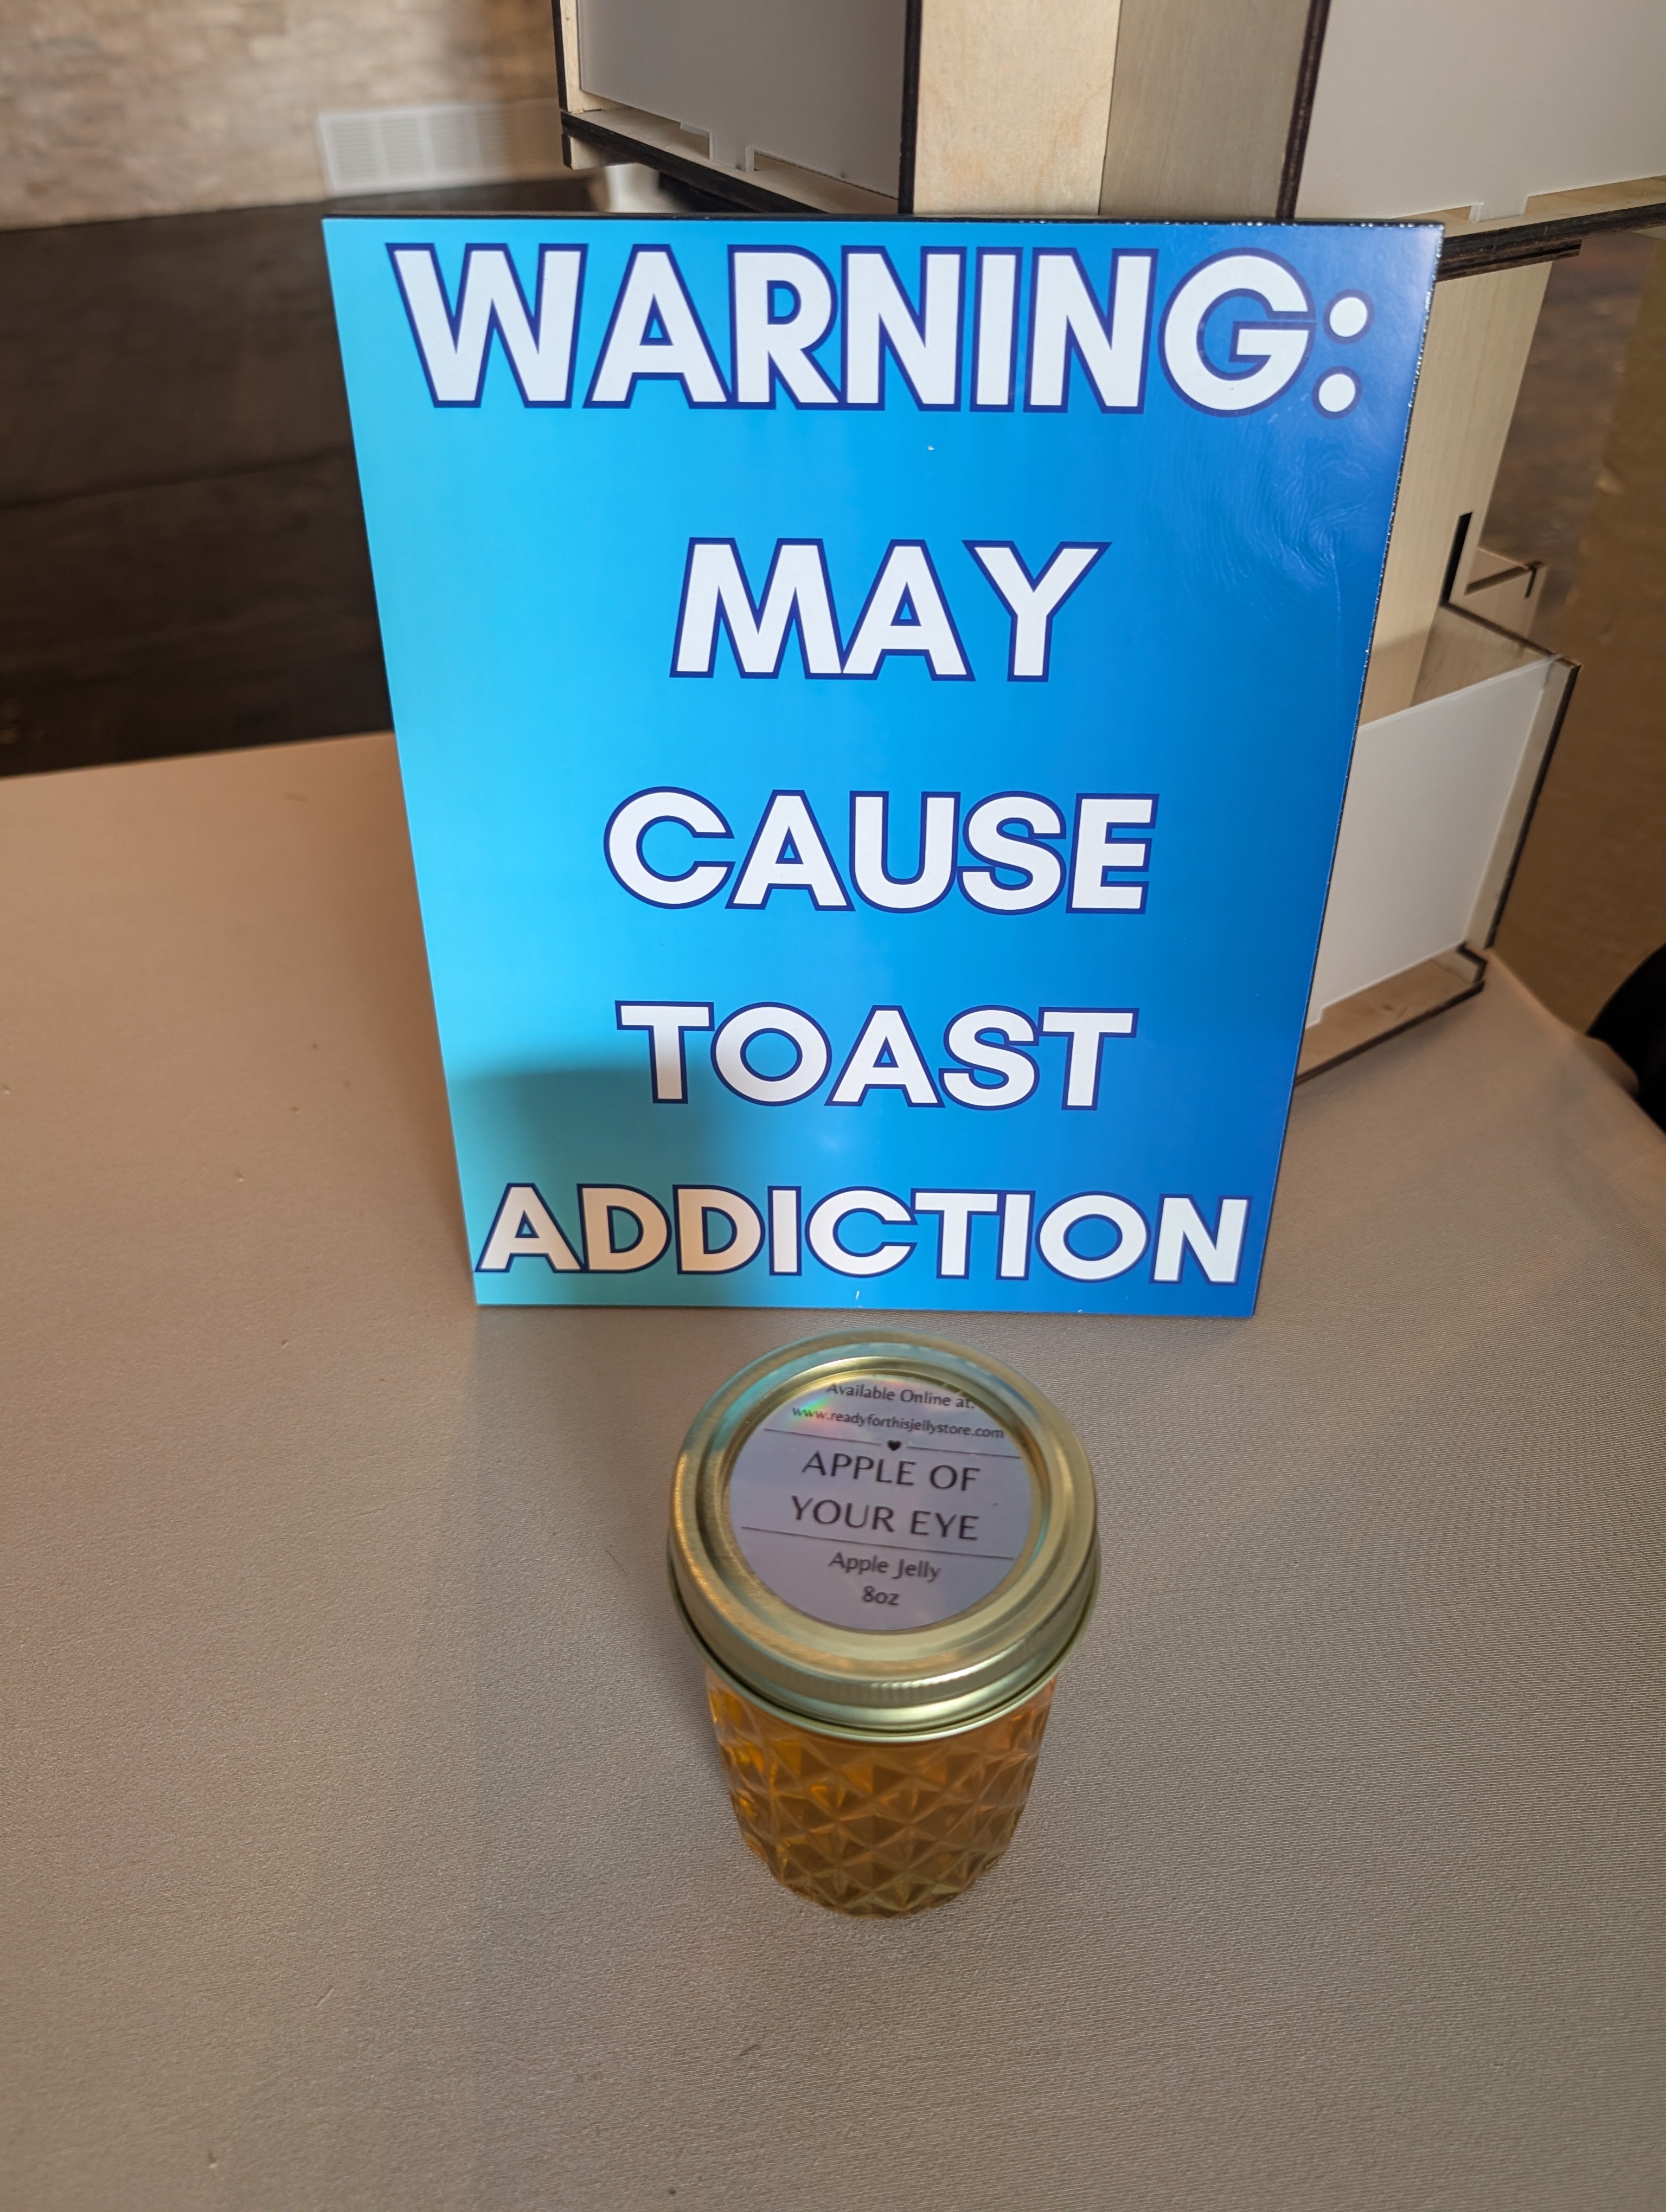 WARNING:
MAY
CAUSE
TOAST
ADDICTION
Available Online at:
www.readyforthisjellystore.com
APPLE OF
YOUR EYE
Apple Jelly
8oz